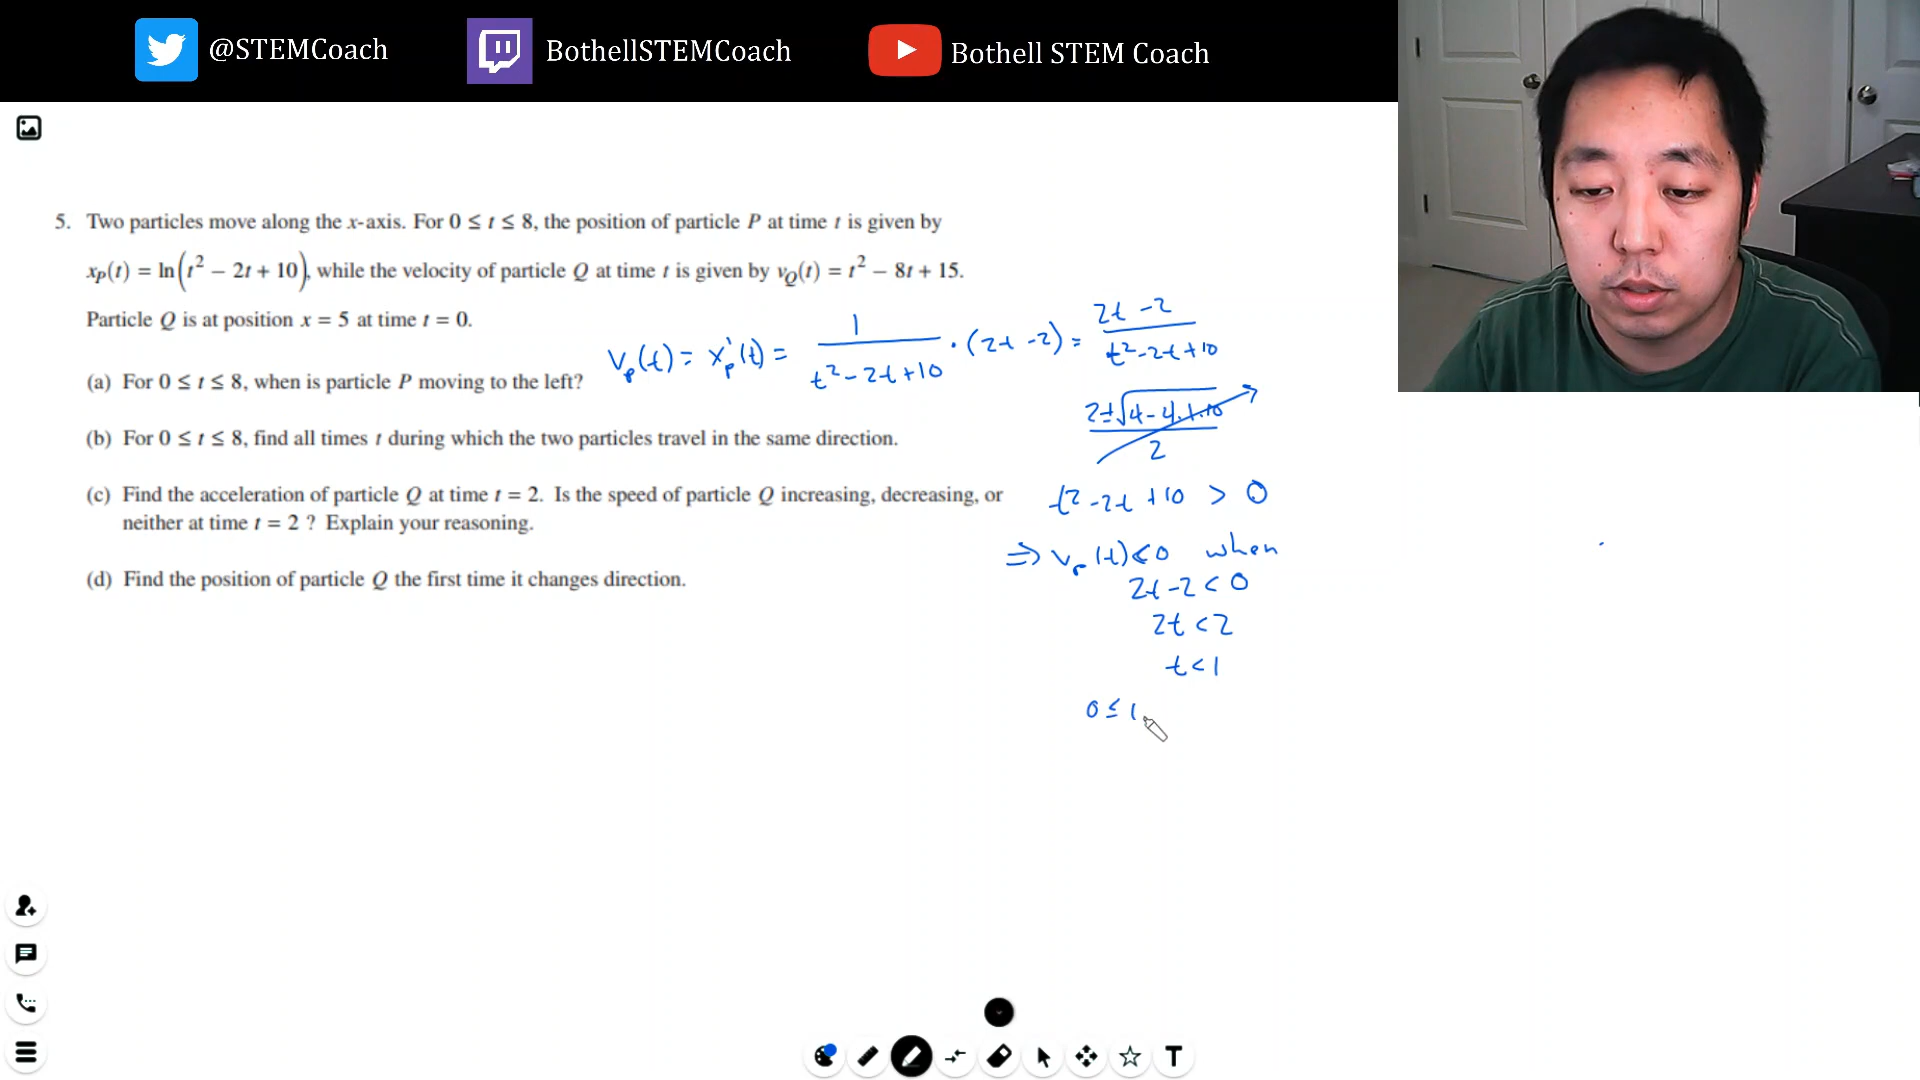 @STEMCoach BothellSTEMCoach Bothell STEM Coach
5. Two particles move along the x-axis. For 0 ≤ t ≤ 8, the position of particle P at time t is given by
x_P(t) = ln(t² − 2t + 10), while the velocity of particle Q at time t is given by v_Q(t) = t² − 8t + 15.
Particle Q is at position x = 5 at time t = 0.
v_p(t) = x_p'(t) = 1/(t² - 2t + 10) · (2t - 2) = (2t - 2)/(t² - 2t + 10)
(a) For 0 ≤ t ≤ 8, when is particle P moving to the left?
(2 ± √(4 - 4·1·10))/2
(b) For 0 ≤ t ≤ 8, find all times t during which the two particles travel in the same direction.
(c) Find the acceleration of particle Q at time t = 2. Is the speed of particle Q increasing, decreasing, or
neither at time t = 2 ? Explain your reasoning.
t² - 2t + 10 > 0
⇒ v_p(t) < 0 when
(d) Find the position of particle Q the first time it changes direction.
2t - 2 < 0
2t < 2
t < 1
0 ≤ l
T